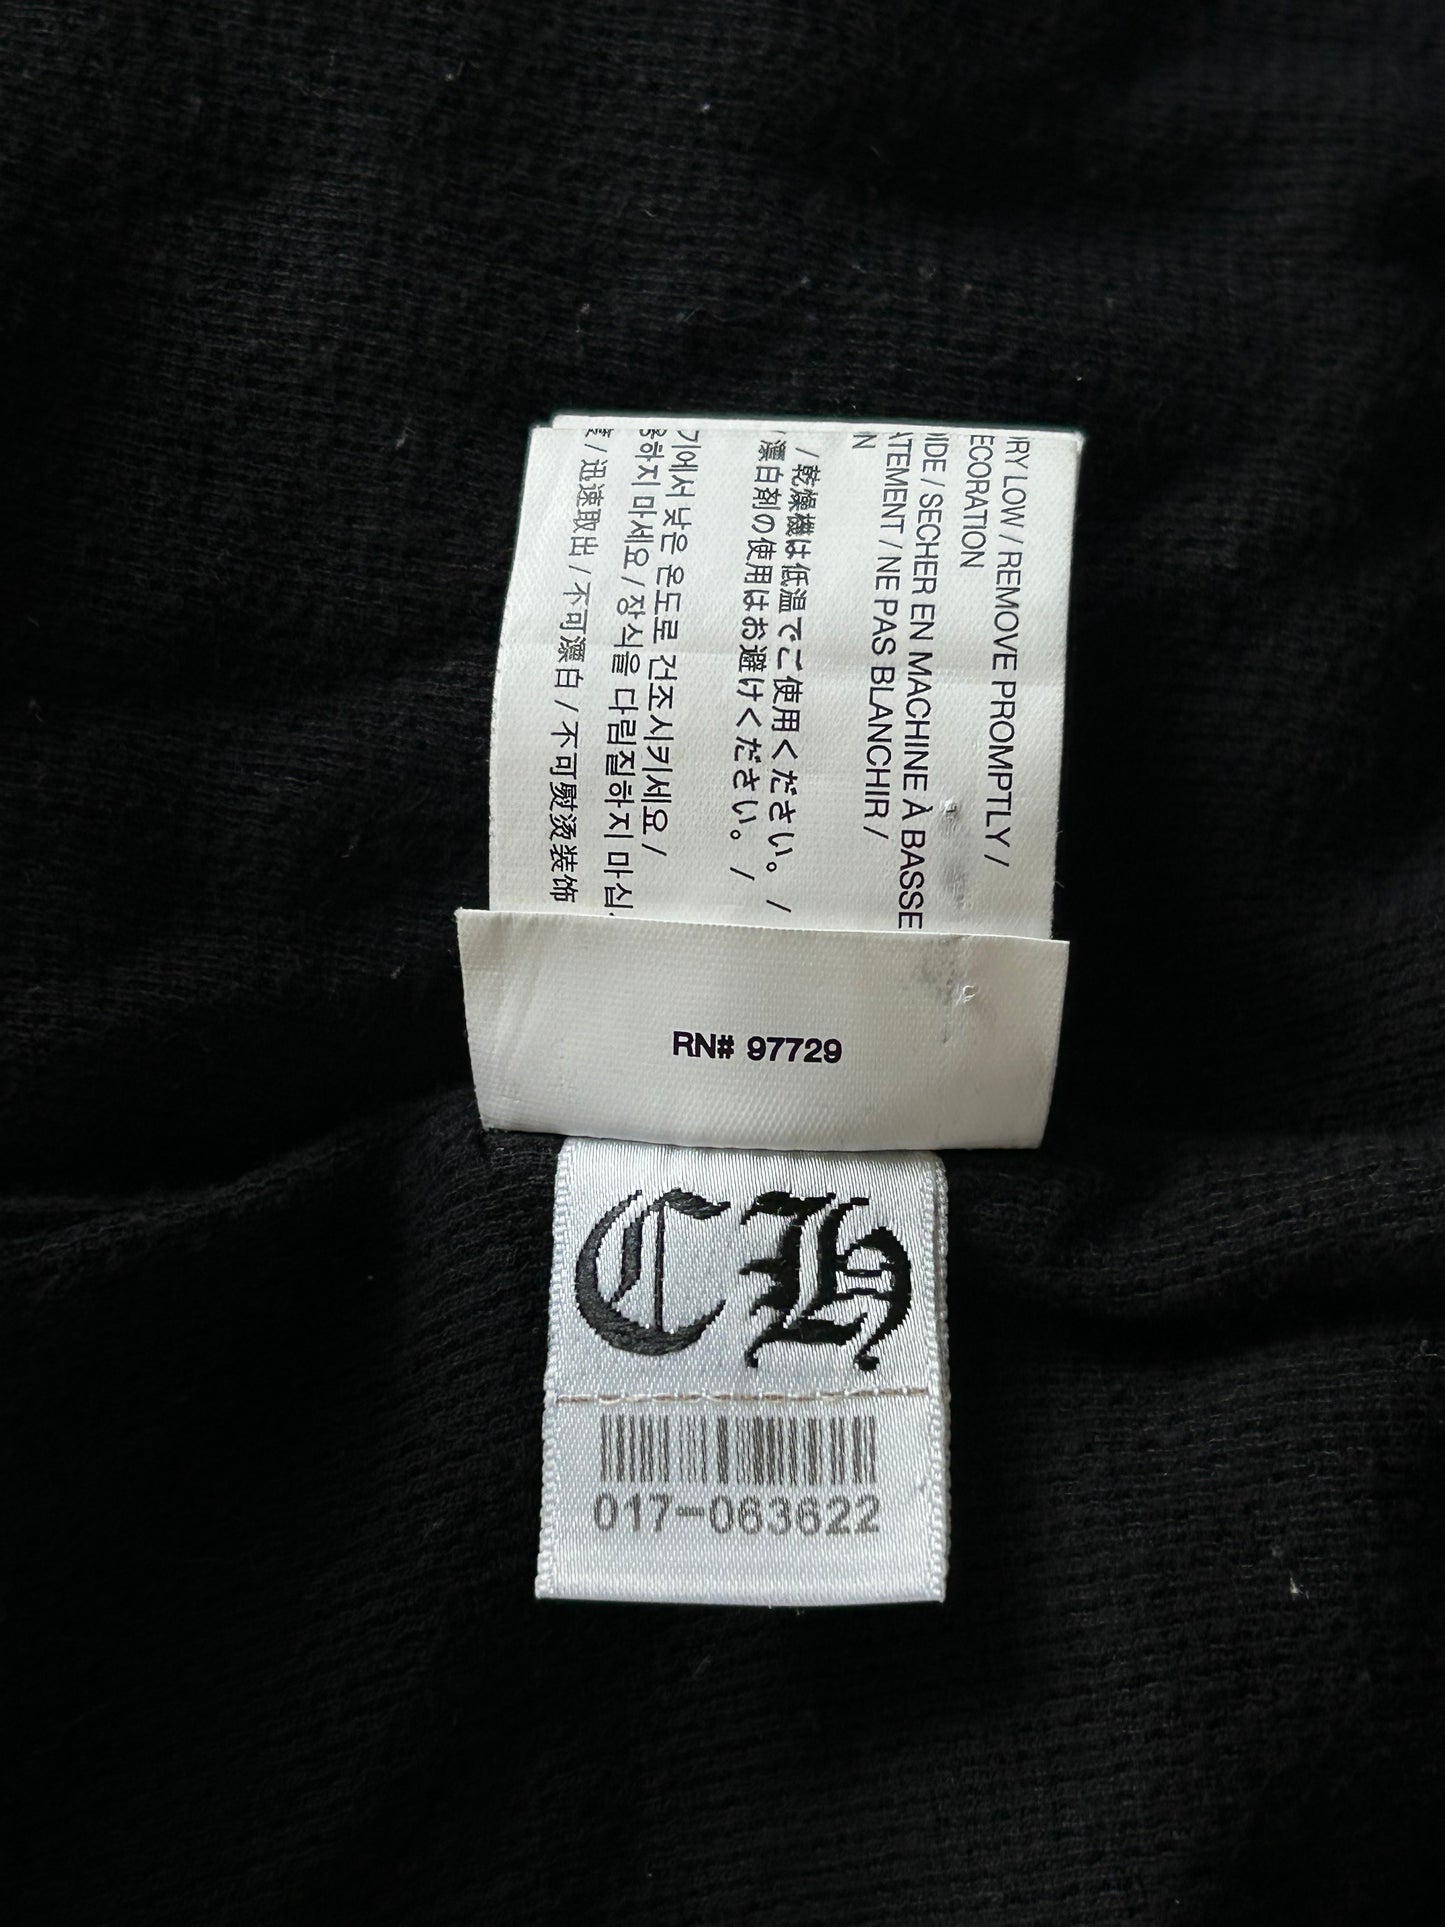 RY LOW / REMOVE PROMPTLY /
ECORATION
IDE / SECHER EN MACHINE À BASSE
TEMENT / NE PAS BLANCHIR /
N
/ 乾燥機は低温でご使用ください。 /
/ 漂白剤の使用はお避けください。 /
기에서 낮은 온도로 건조시키세요 /
하지 마세요 / 장식을 다림질하지 마십
/ 迅速取出 / 不可漂白 / 不可熨烫装饰
RN# 97729
CH
017-063622